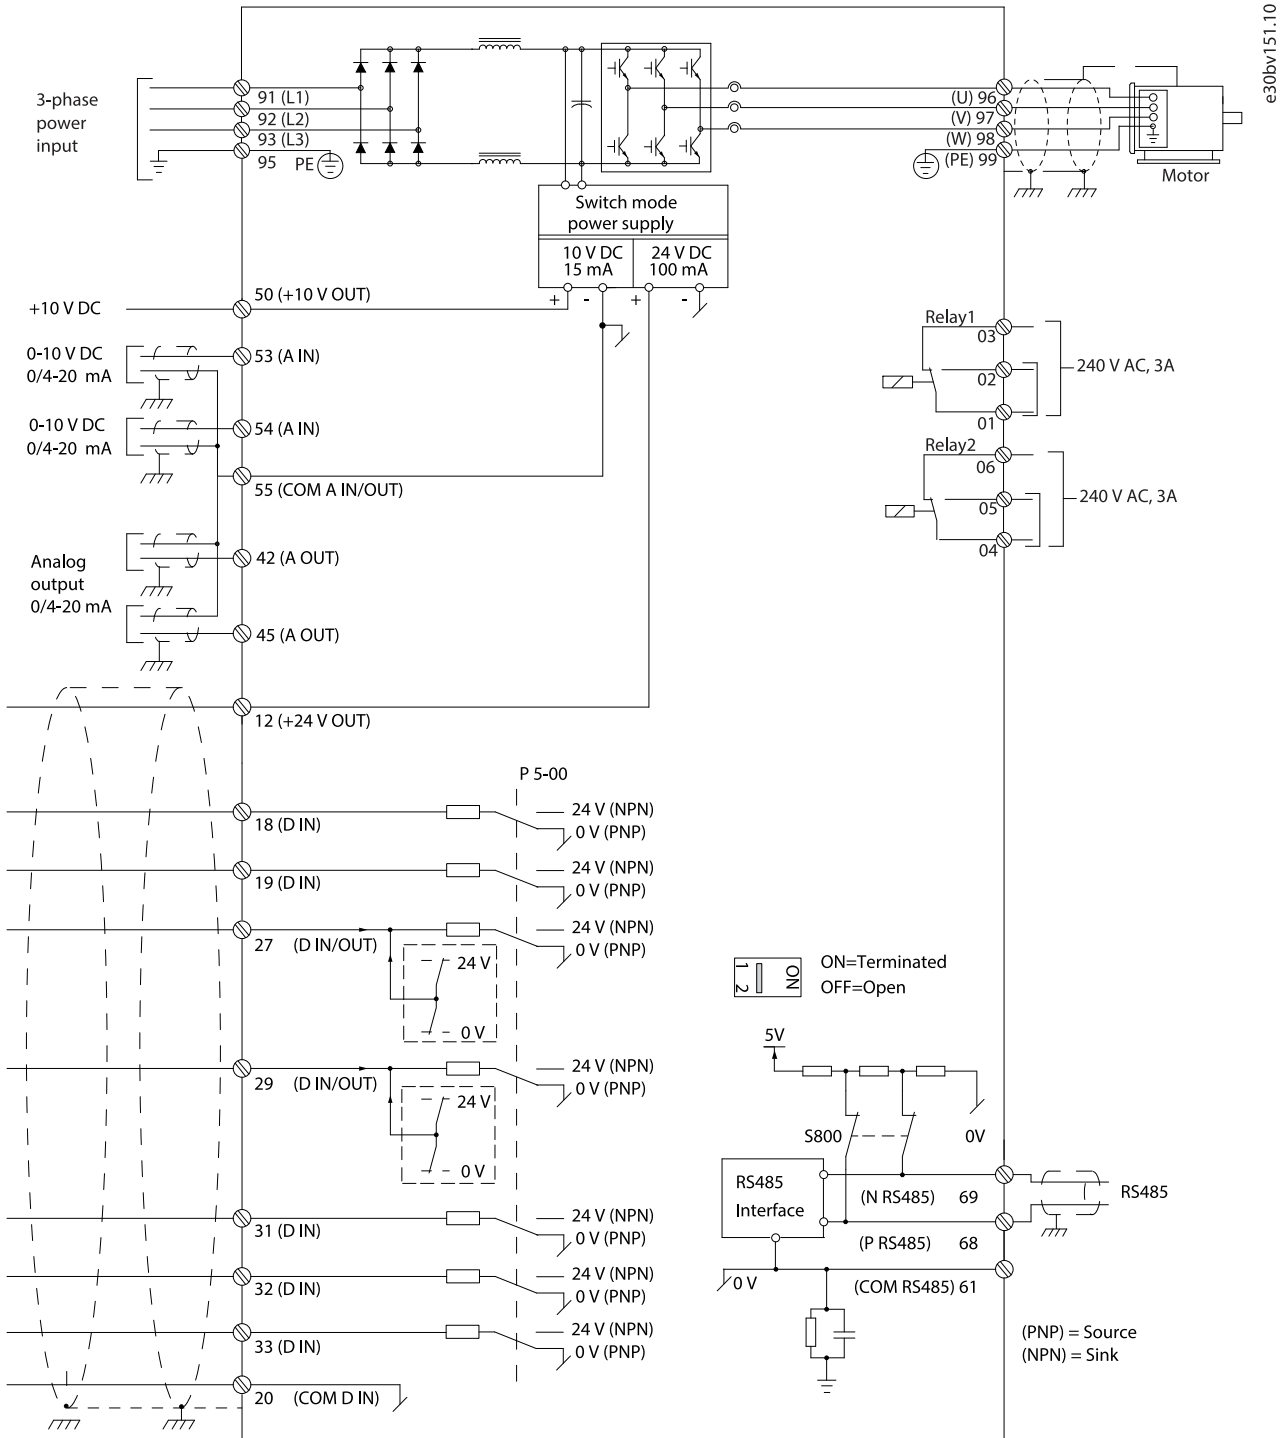 e30bv151.10
3-phase
power
input
91 (L1)
92 (L2)
93 (L3)
95 PE
(U) 96
(V) 97
(W) 98
(PE) 99
Motor
Switch mode
power supply
10 V DC
15 mA
24 V DC
100 mA
+ - + -
+10 V DC
50 (+10 V OUT)
0-10 V DC
0/4-20 mA
53 (A IN)
0-10 V DC
0/4-20 mA
54 (A IN)
55 (COM A IN/OUT)
Analog
output
0/4-20 mA
42 (A OUT)
45 (A OUT)
12 (+24 V OUT)
Relay1
03
02
01
240 V AC, 3A
Relay2
06
05
04
240 V AC, 3A
P 5-00
18 (D IN)
24 V (NPN)
0 V (PNP)
19 (D IN)
24 V (NPN)
0 V (PNP)
27 (D IN/OUT)
24 V (NPN)
0 V (PNP)
24 V
0 V
29 (D IN/OUT)
24 V (NPN)
0 V (PNP)
24 V
0 V
31 (D IN)
24 V (NPN)
0 V (PNP)
32 (D IN)
24 V (NPN)
0 V (PNP)
33 (D IN)
24 V (NPN)
0 V (PNP)
20 (COM D IN)
1 2
ON
ON=Terminated
OFF=Open
5V
S800
0V
RS485
Interface
(N RS485) 69
(P RS485) 68
RS485
0 V
(COM RS485) 61
(PNP) = Source
(NPN) = Sink